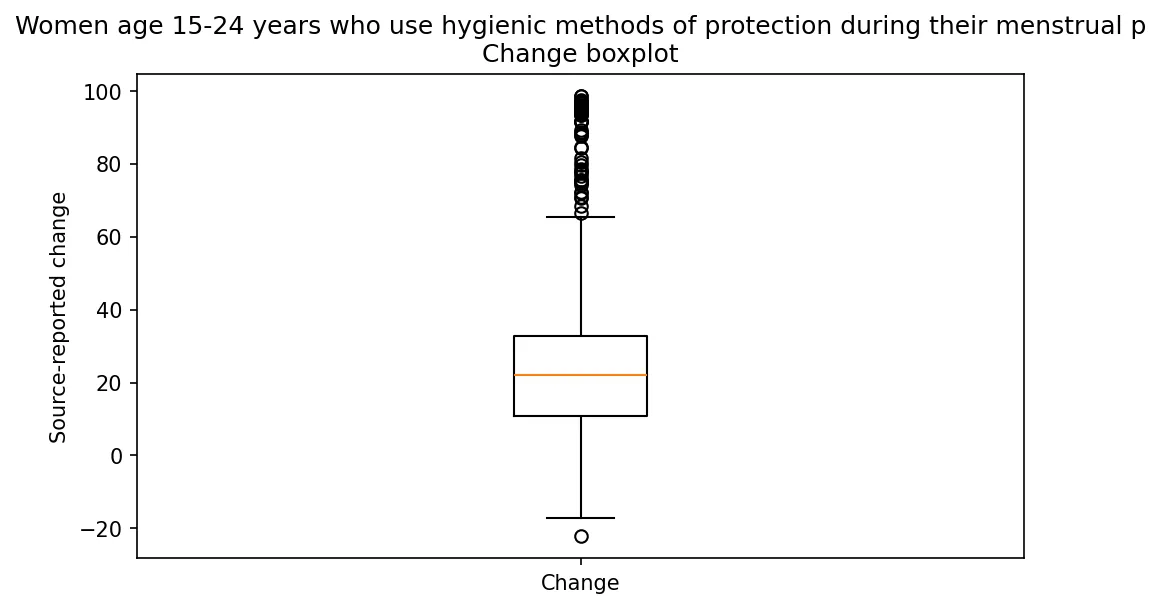 Women age 15-24 years who use hygienic methods of protection during their menstrual p
Change boxplot
100
80
60
40
20
0
−20
Source-reported change
Change